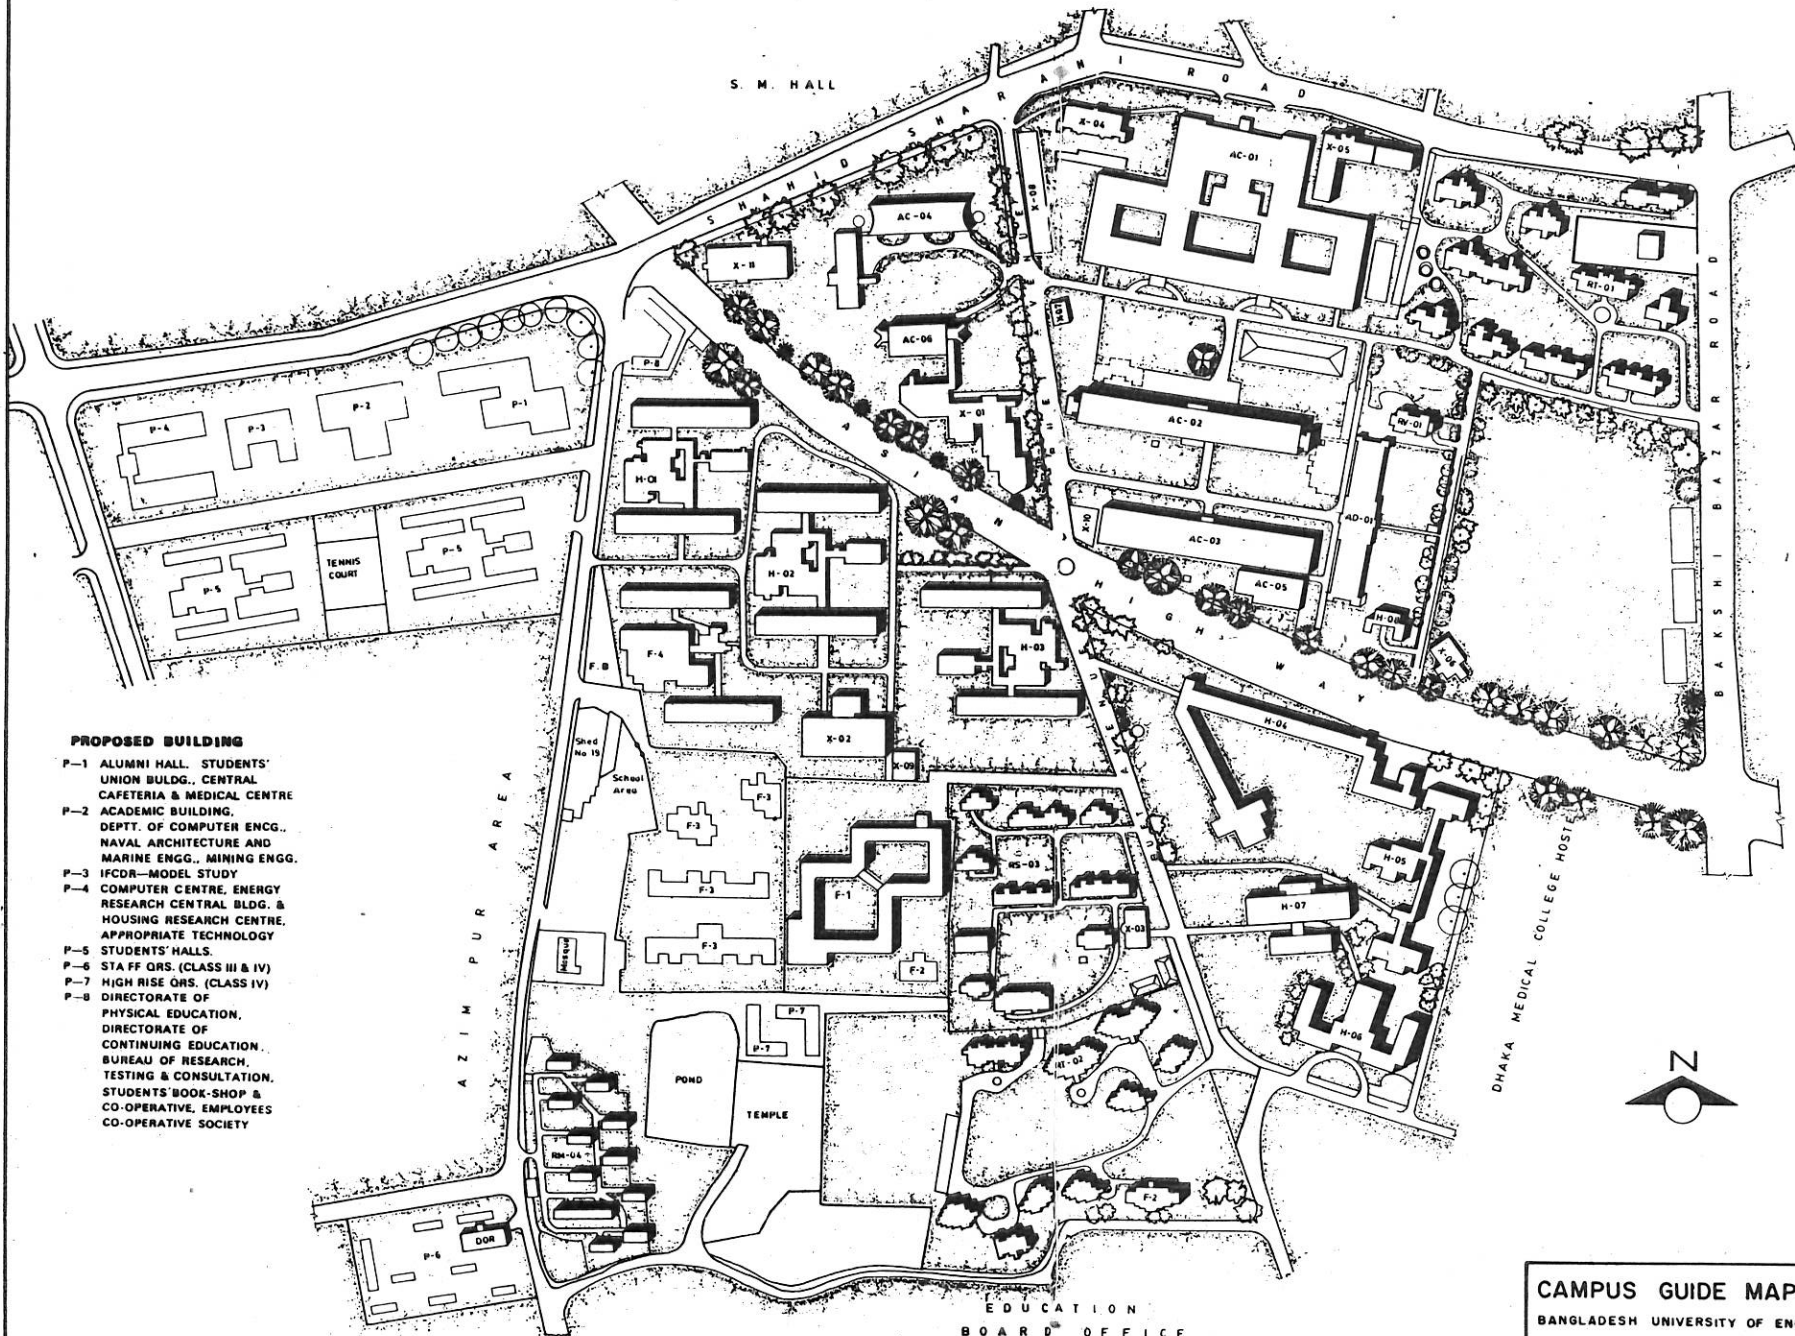 S. M. HALL
SHAHID SHARANI ROAD
X-04
AC-01
X-05
X-08
AC-04
X-11
RT-01
AC-06
P-8
X-01
AC-02
RV-01
P-4
P-3
P-2
P-1
H-01
ASIAN HIGHWAY
X-10
AC-03
AD-01
AC-05
BAKSHI BAZAR ROAD
P-5
TENNIS
COURT
P-5
H-02
F-4
F.B
H-03
X-06
H-04
X-02
X-09
Shed
No 19
School
Area
F-3
F-3
F-3
F-3
F-1
F-2
RS-03
X-03
BUET AVENUE
H-05
H-07
H-06
Mosque
AZIM PUR AREA
P-7
P-7
POND
TEMPLE
RM-04
F-2
P-6
DOR
DHAKA MEDICAL COLLEGE HOST
N
EDUCATION
BOARD OFFICE
PROPOSED BUILDING
P—1 ALUMNI HALL. STUDENTS'
UNION BULDG., CENTRAL
CAFETERIA & MEDICAL CENTRE
P—2 ACADEMIC BUILDING,
DEPTT. OF COMPUTER ENCG.,
NAVAL ARCHITECTURE AND
MARINE ENGG., MINING ENGG.
P—3 IFCDR—MODEL STUDY
P—4 COMPUTER CENTRE, ENERGY
RESEARCH CENTRAL BLDG. &
HOUSING RESEARCH CENTRE,
APPROPRIATE TECHNOLOGY
P—5 STUDENTS' HALLS.
P—6 STAFF QRS. (CLASS III & IV)
P—7 HIGH RISE QRS. (CLASS IV)
P—8 DIRECTORATE OF
PHYSICAL EDUCATION,
DIRECTORATE OF
CONTINUING EDUCATION,
BUREAU OF RESEARCH,
TESTING & CONSULTATION,
STUDENTS' BOOK-SHOP &
CO-OPERATIVE, EMPLOYEES
CO-OPERATIVE SOCIETY
CAMPUS GUIDE MAP
BANGLADESH UNIVERSITY OF EN